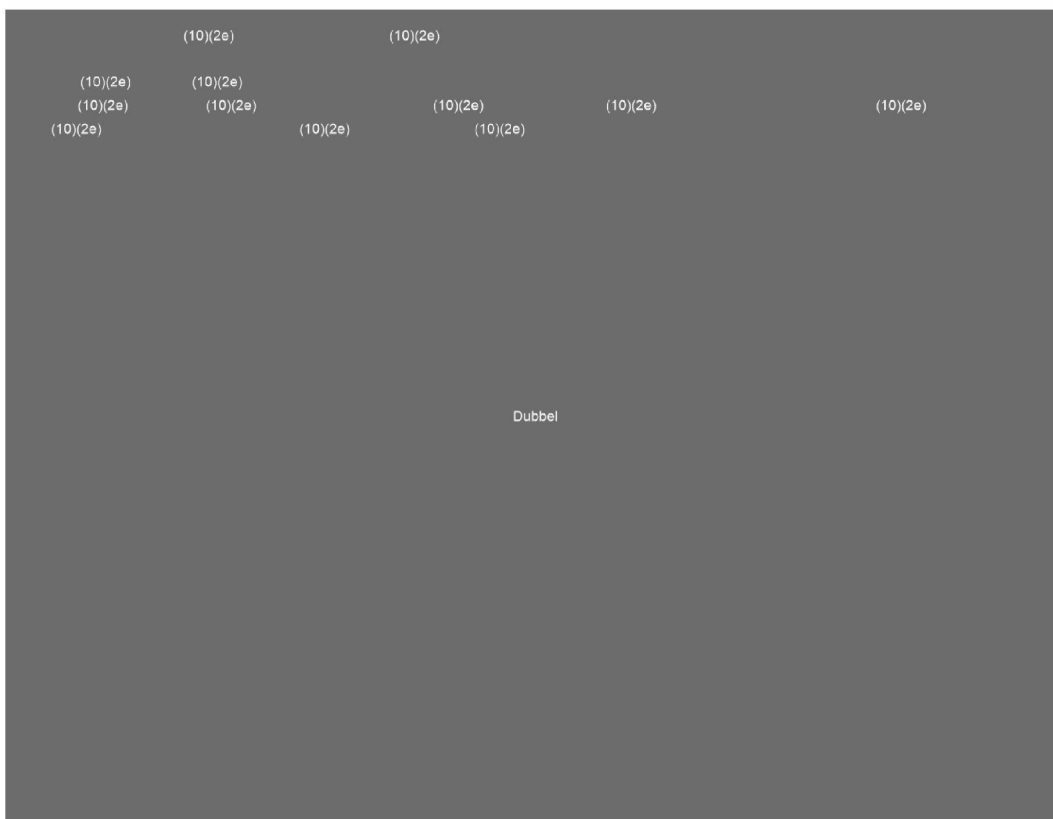 (10)(2e) (10)(2e)
(10)(2e) (10)(2e)
(10)(2e) (10)(2e) (10)(2e) (10)(2e) (10)(2e)
(10)(2e) (10)(2e) (10)(2e)
Dubbel